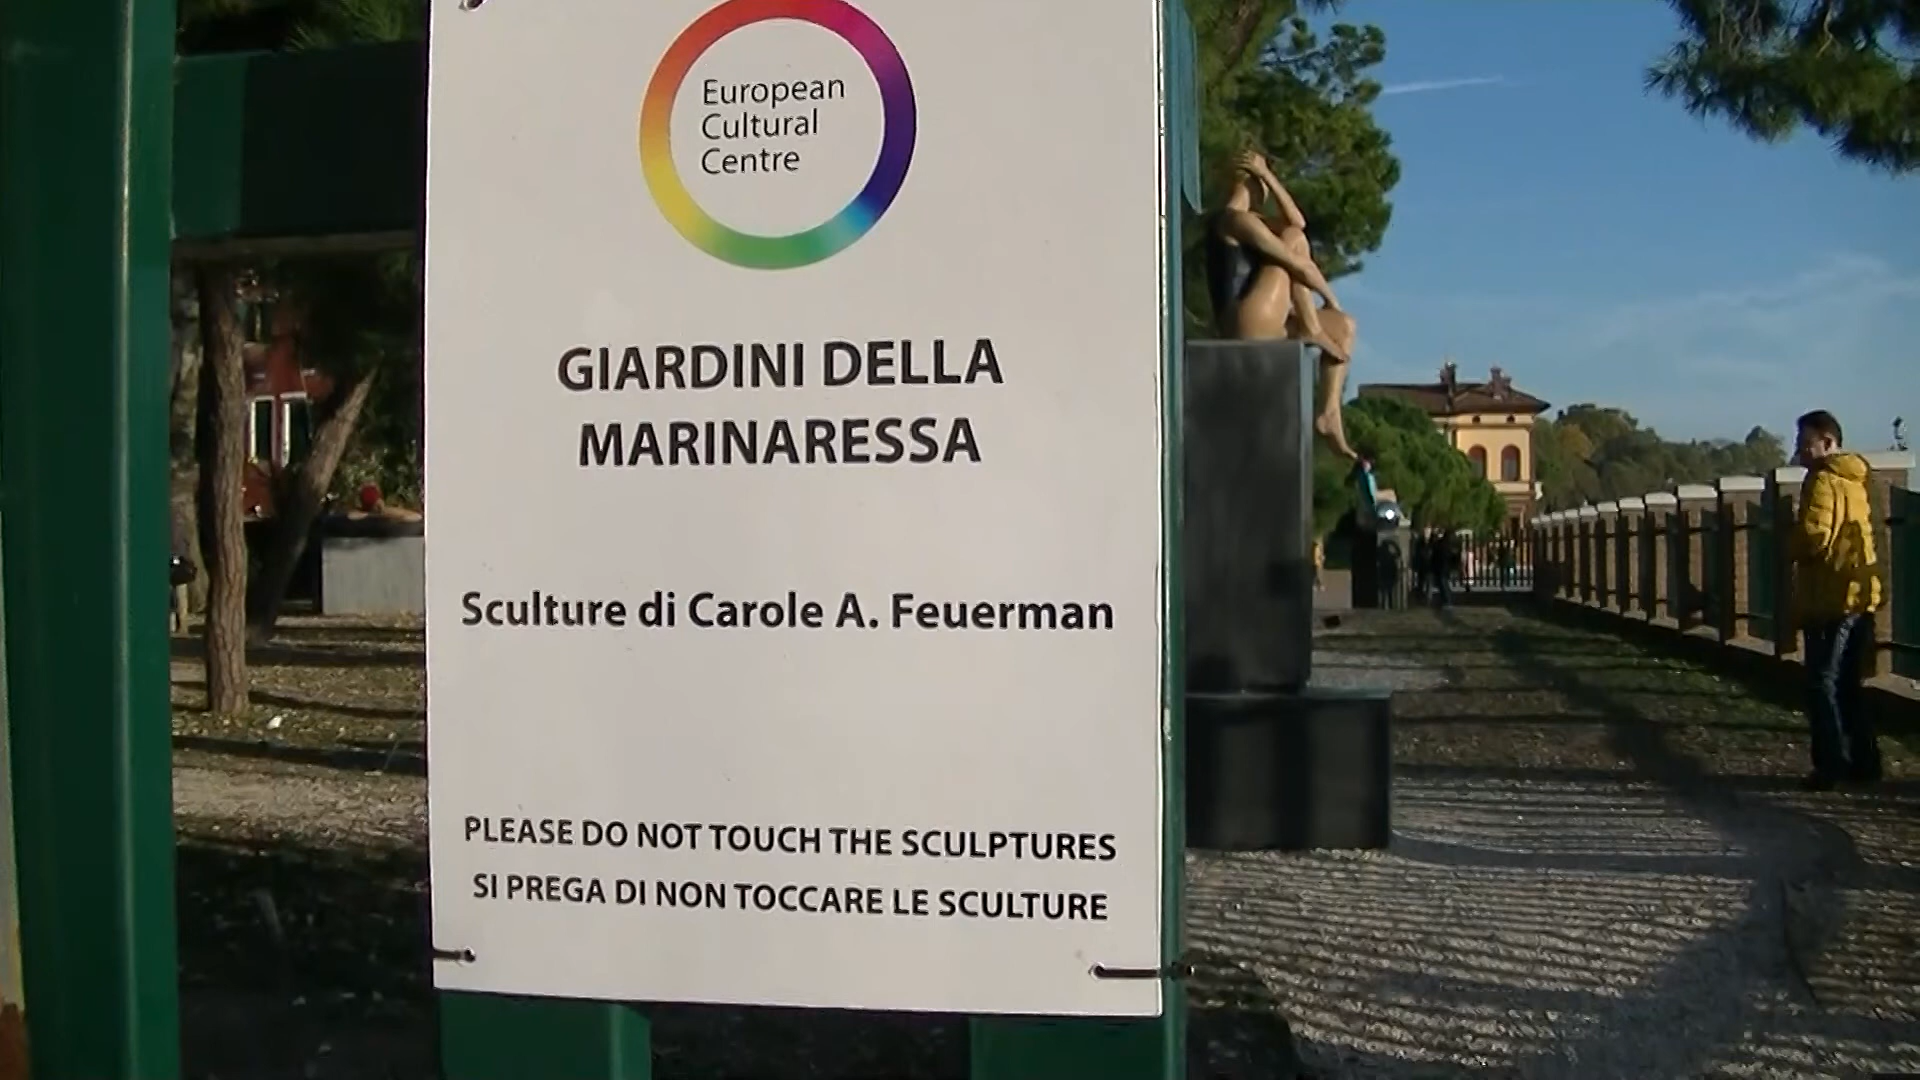 European
Cultural
Centre
GIARDINI DELLA
MARINARESSA
Sculture di Carole A. Feuerman
PLEASE DO NOT TOUCH THE SCULPTURES
SI PREGA DI NON TOCCARE LE SCULTURE